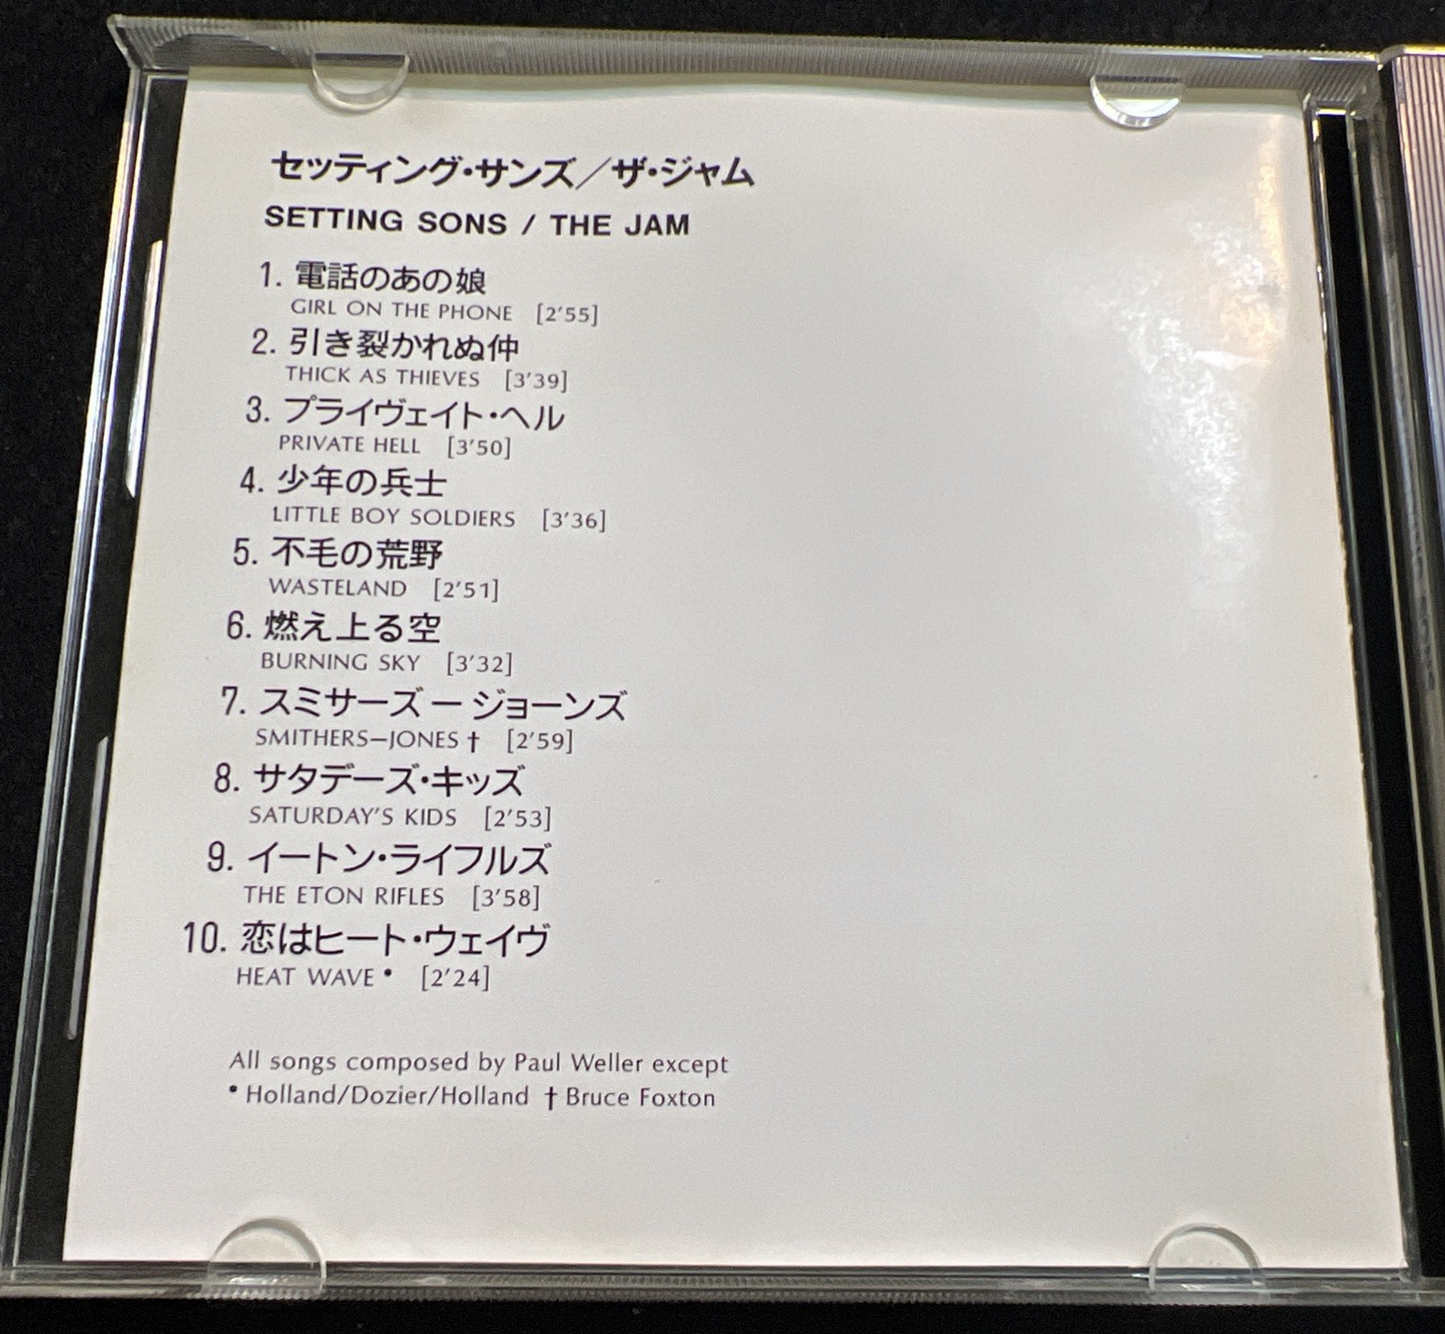 セッティング・サンズ／ザ・ジャム
SETTING SONS / THE JAM
1. 電話のあの娘
GIRL ON THE PHONE [2'55]
2. 引き裂かれぬ仲
THICK AS THIEVES [3'39]
3. プライヴェイト・ヘル
PRIVATE HELL [3'50]
4. 少年の兵士
LITTLE BOY SOLDIERS [3'36]
5. 不毛の荒野
WASTELAND [2'51]
6. 燃え上る空
BURNING SKY [3'32]
7. スミサーズ－ジョーンズ
SMITHERS–JONES † [2'59]
8. サタデーズ・キッズ
SATURDAY'S KIDS [2'53]
9. イートン・ライフルズ
THE ETON RIFLES [3'58]
10. 恋はヒート・ウェイヴ
HEAT WAVE • [2'24]
All songs composed by Paul Weller except
• Holland/Dozier/Holland † Bruce Foxton